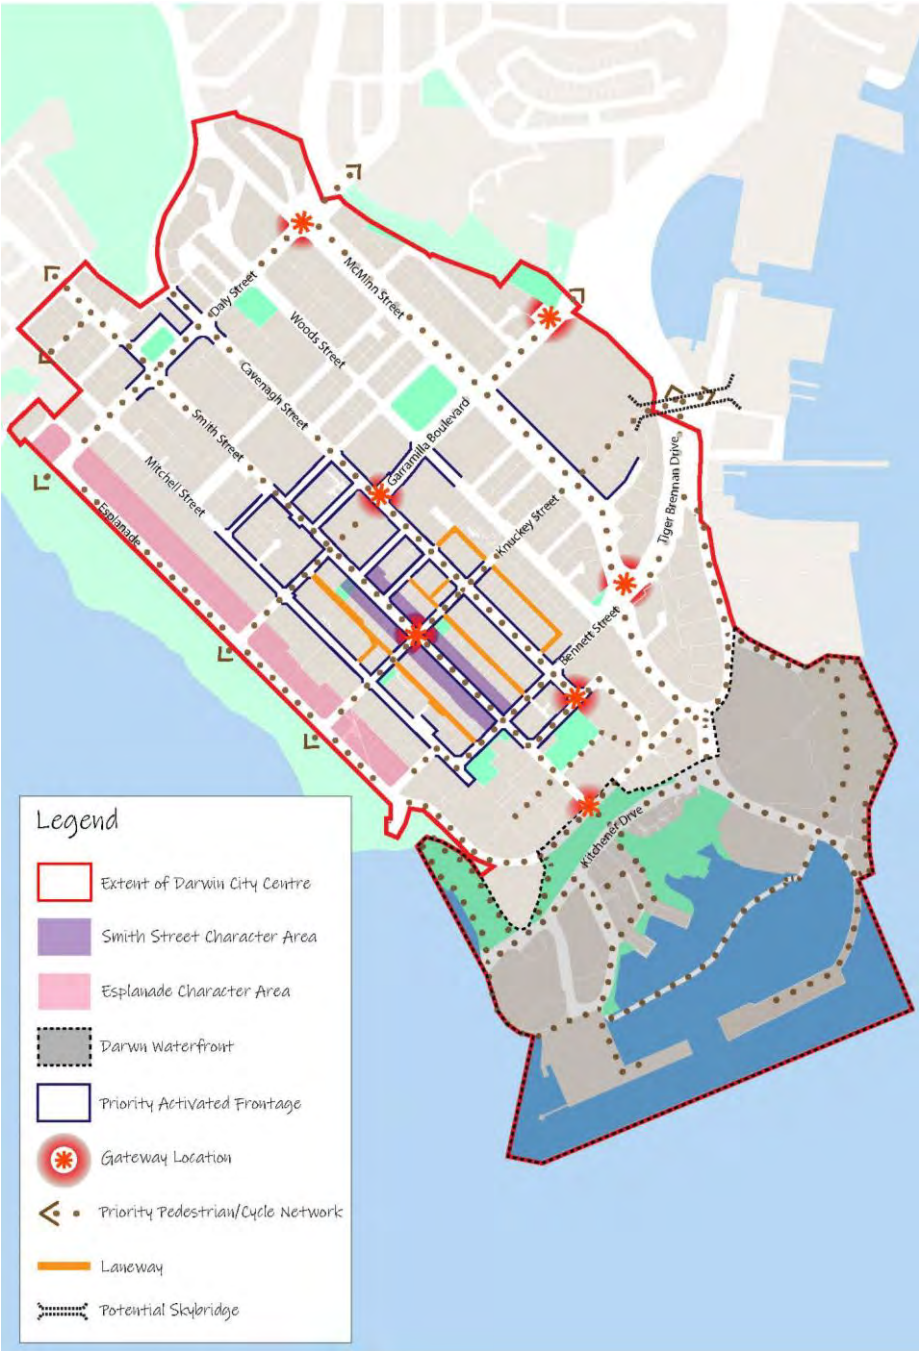 McMinn Street
Daly Street
Woods Street
Cavenagh Street
Garramilla Boulevard
Smith Street
Mitchell Street
Tiger Brennan Drive
Knuckey Street
Esplanade
Bennett Street
Kitchener Drve
Legend
Extent of Darwin City Centre
Smith Street Character Area
Esplanade Character Area
Darwn Waterfront
Priority Activated Frontage
Gateway Location
Priority Pedestrian/Cycle Network
Laneway
Potential Skybridge